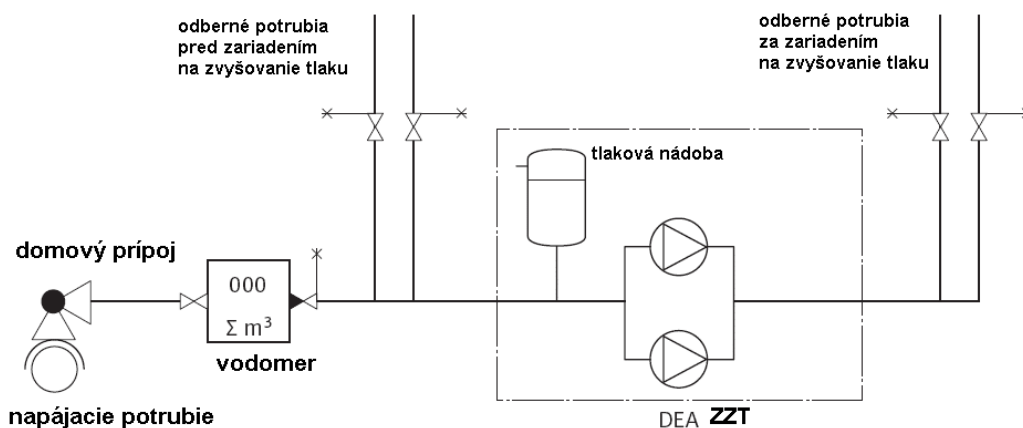 odberné potrubia
pred zariadením
na zvyšovanie tlaku
odberné potrubia
za zariadením
na zvyšovanie tlaku
tlaková nádoba
domový prípoj
000
Σ m³
vodomer
napájacie potrubie
DEA ZZT